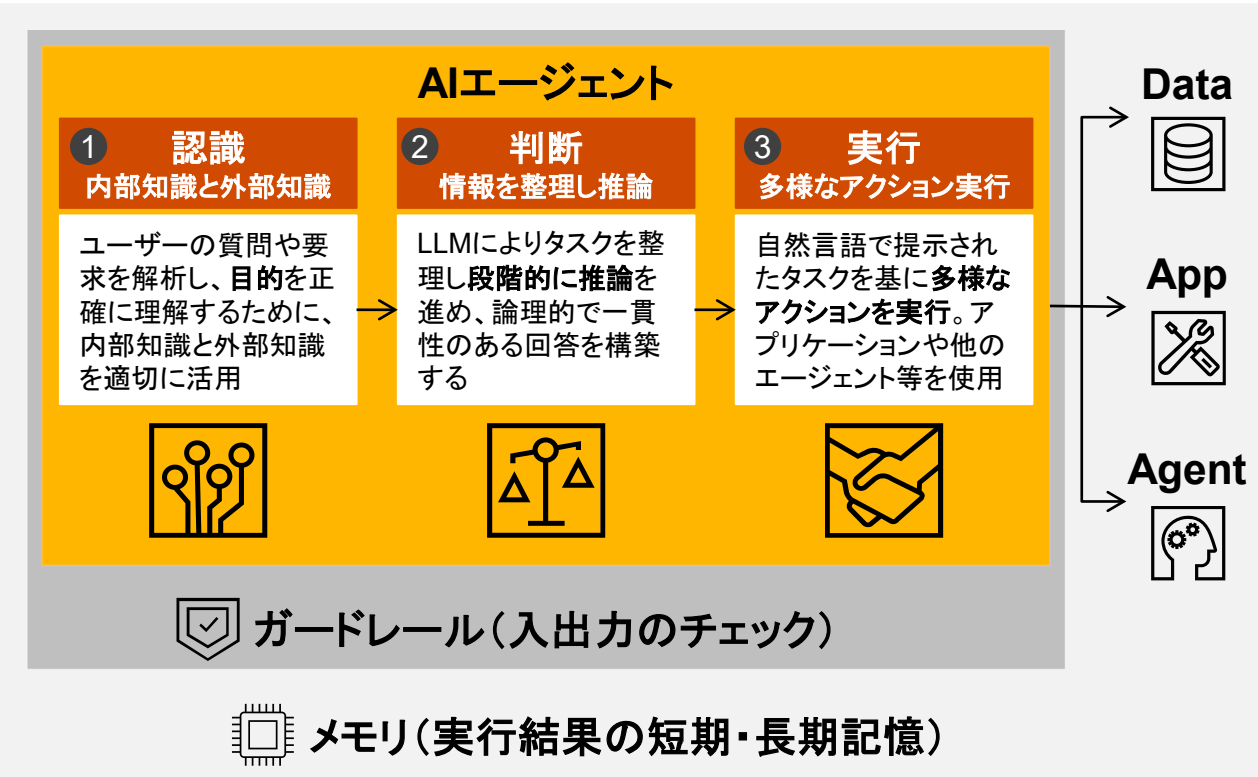 AIエージェント
1 認識
内部知識と外部知識
ユーザーの質問や要
求を解析し、目的を正
確に理解するために、
内部知識と外部知識
を適切に活用
2 判断
情報を整理し推論
LLMによりタスクを整
理し段階的に推論を
進め、論理的で一貫
性のある回答を構築
する
3 実行
多様なアクション実行
自然言語で提示され
たタスクを基に多様な
アクションを実行。ア
プリケーションや他の
エージェント等を使用
Data
App
Agent
ガードレール（入出力のチェック）
メモリ（実行結果の短期・長期記憶）